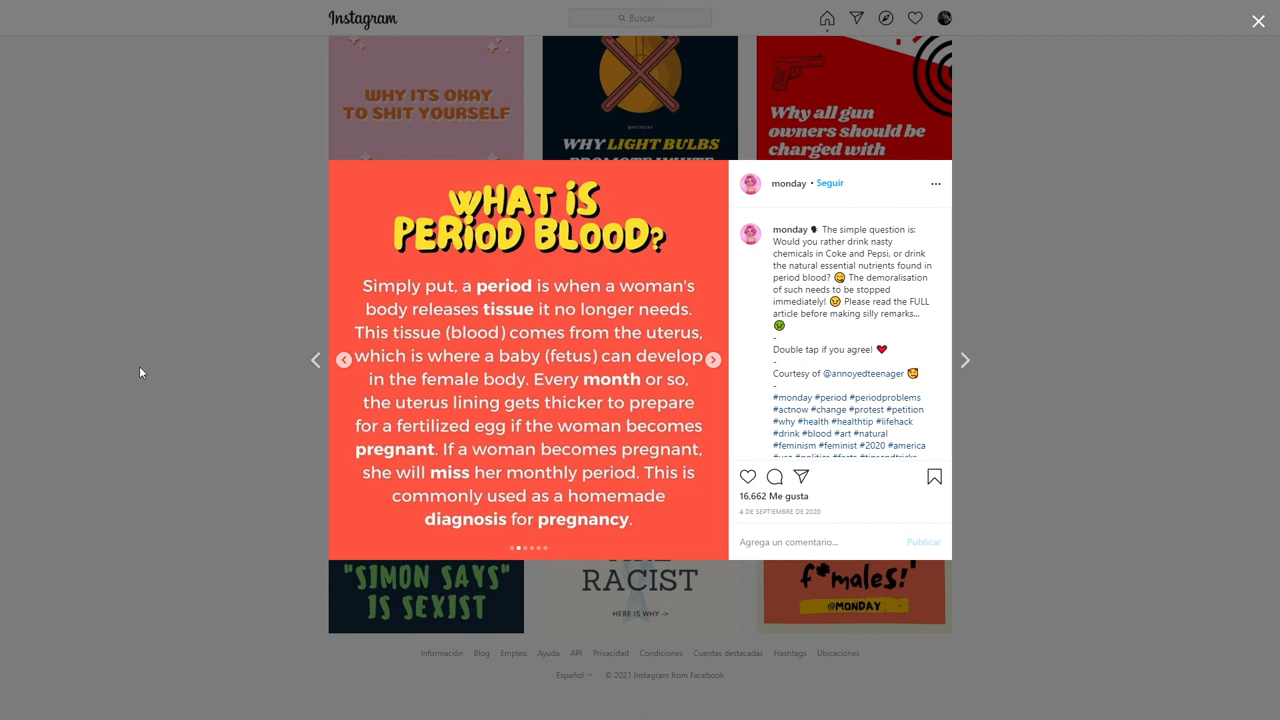 Instagram
Buscar
WHY ITS OKAY
TO SHIT YOURSELF
@MONDAY
WHY LIGHT BULBS
PROMOTE WHITE
Why all gun
owners should be
charged with
WHAT IS
PERIOD BLOOD?
Simply put, a period is when a woman's
body releases tissue it no longer needs.
This tissue (blood) comes from the uterus,
which is where a baby (fetus) can develop
in the female body. Every month or so,
the uterus lining gets thicker to prepare
for a fertilized egg if the woman becomes
pregnant. If a woman becomes pregnant,
she will miss her monthly period. This is
commonly used as a homemade
diagnosis for pregnancy.
monday • Seguir
monday 🗣 The simple question is:
Would you rather drink nasty
chemicals in Coke and Pepsi, or drink
the natural essential nutrients found in
period blood? 😋 The demoralisation
of such needs to be stopped
immediately! 😠 Please read the FULL
article before making silly remarks...
🤢
-
Double tap if you agree! ❤️
-
Courtesy of @annoyedteenager 🥰
-
#monday #period #periodproblems
#actnow #change #protest #petition
#why #health #healthtip #lifehack
#drink #blood #art #natural
#feminism #feminist #2020 #america
#usa #politics #facts #tipsandtricks
16,662 Me gusta
4 DE SEPTIEMBRE DE 2020
Agrega un comentario...
Publicar
"SIMON SAYS"
IS SEXIST
ARE
RACIST
HERE IS WHY ->
f*males!"
@MONDAY
Información Blog Empleo Ayuda API Privacidad Condiciones Cuentas destacadas Hashtags Ubicaciones
Español © 2021 Instagram from Facebook